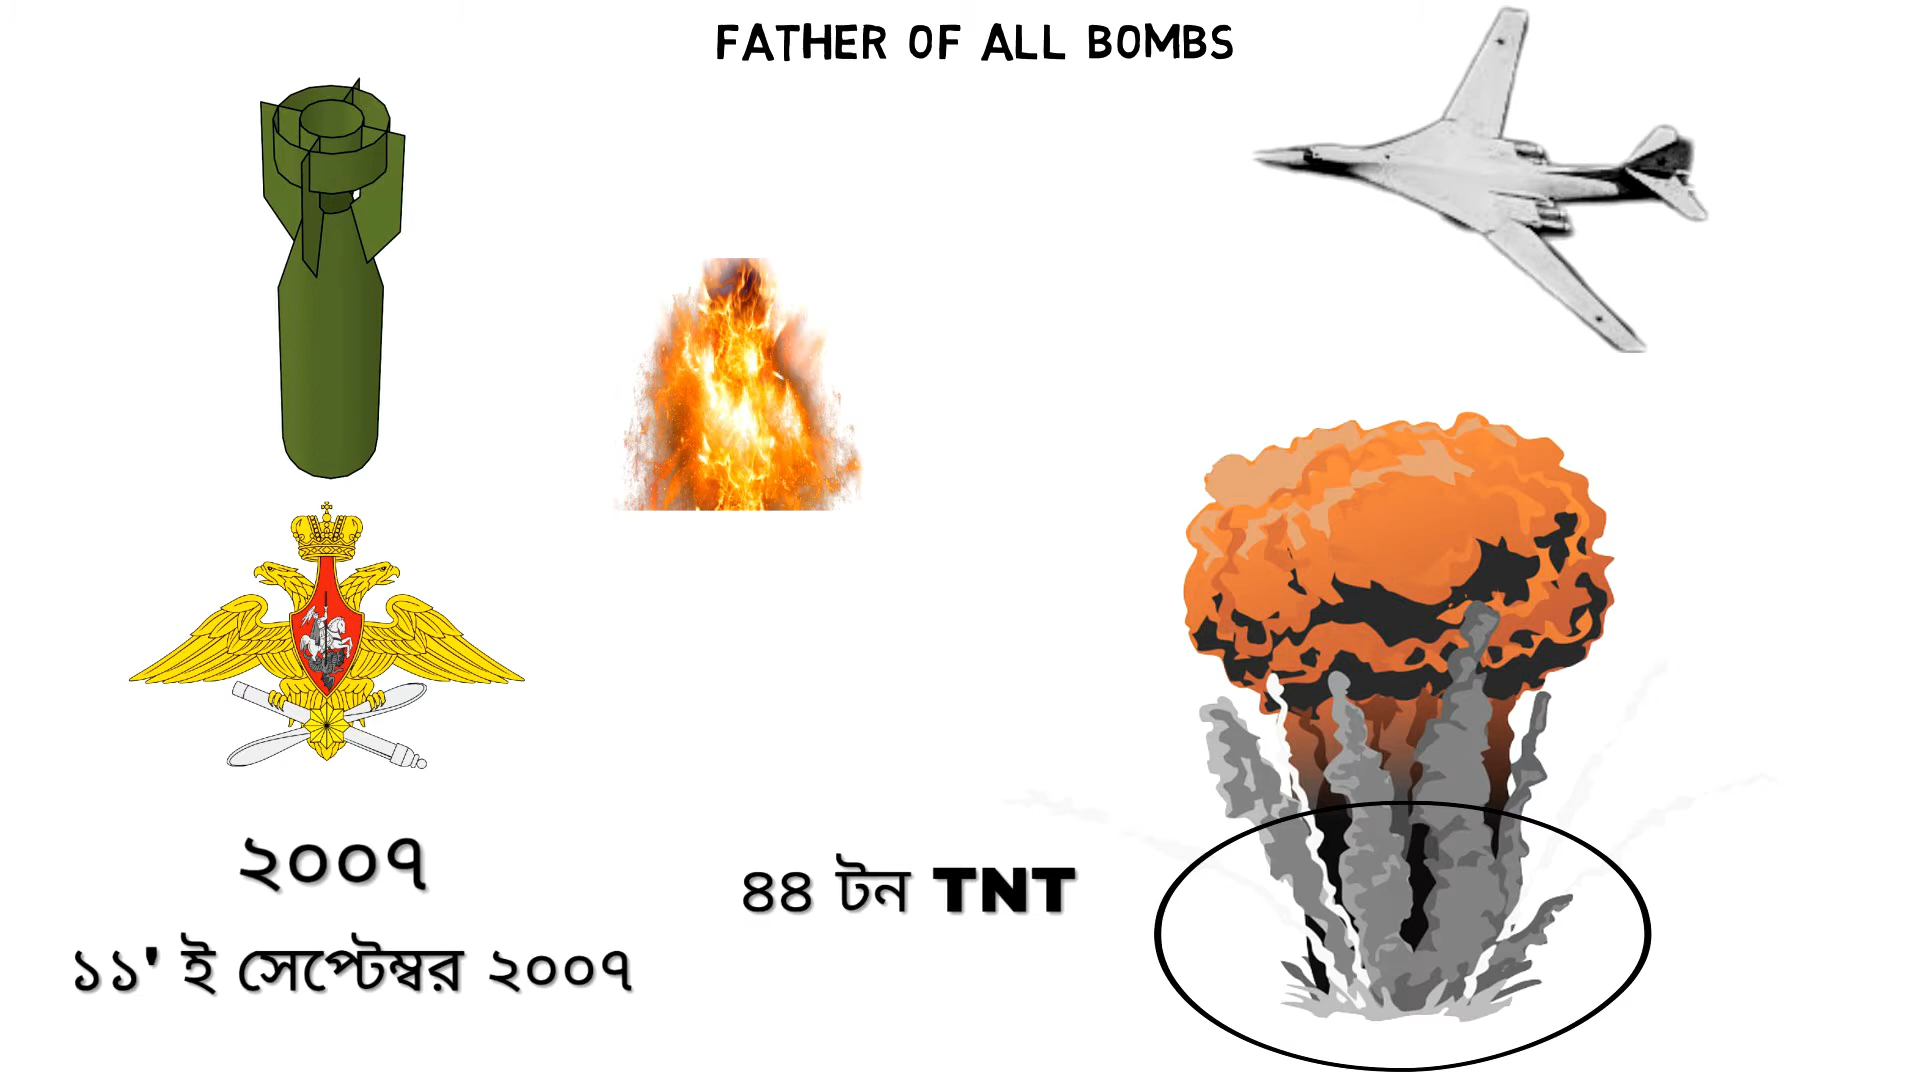 FATHER OF ALL BOMBS
২০০৭
৪৪ টন TNT
১১' ই সেপ্টেম্বর ২০০৭